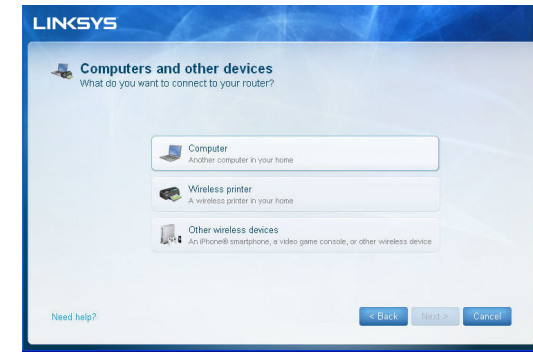 LINKSYS
Computers and other devices
What do you want to connect to your router?
Computer
Another computer in your home
Wireless printer
A wireless printer in your home
Other wireless devices
An iPhone® smartphone, a video game console, or other wireless device
Need help?
< Back
Next >
Cancel